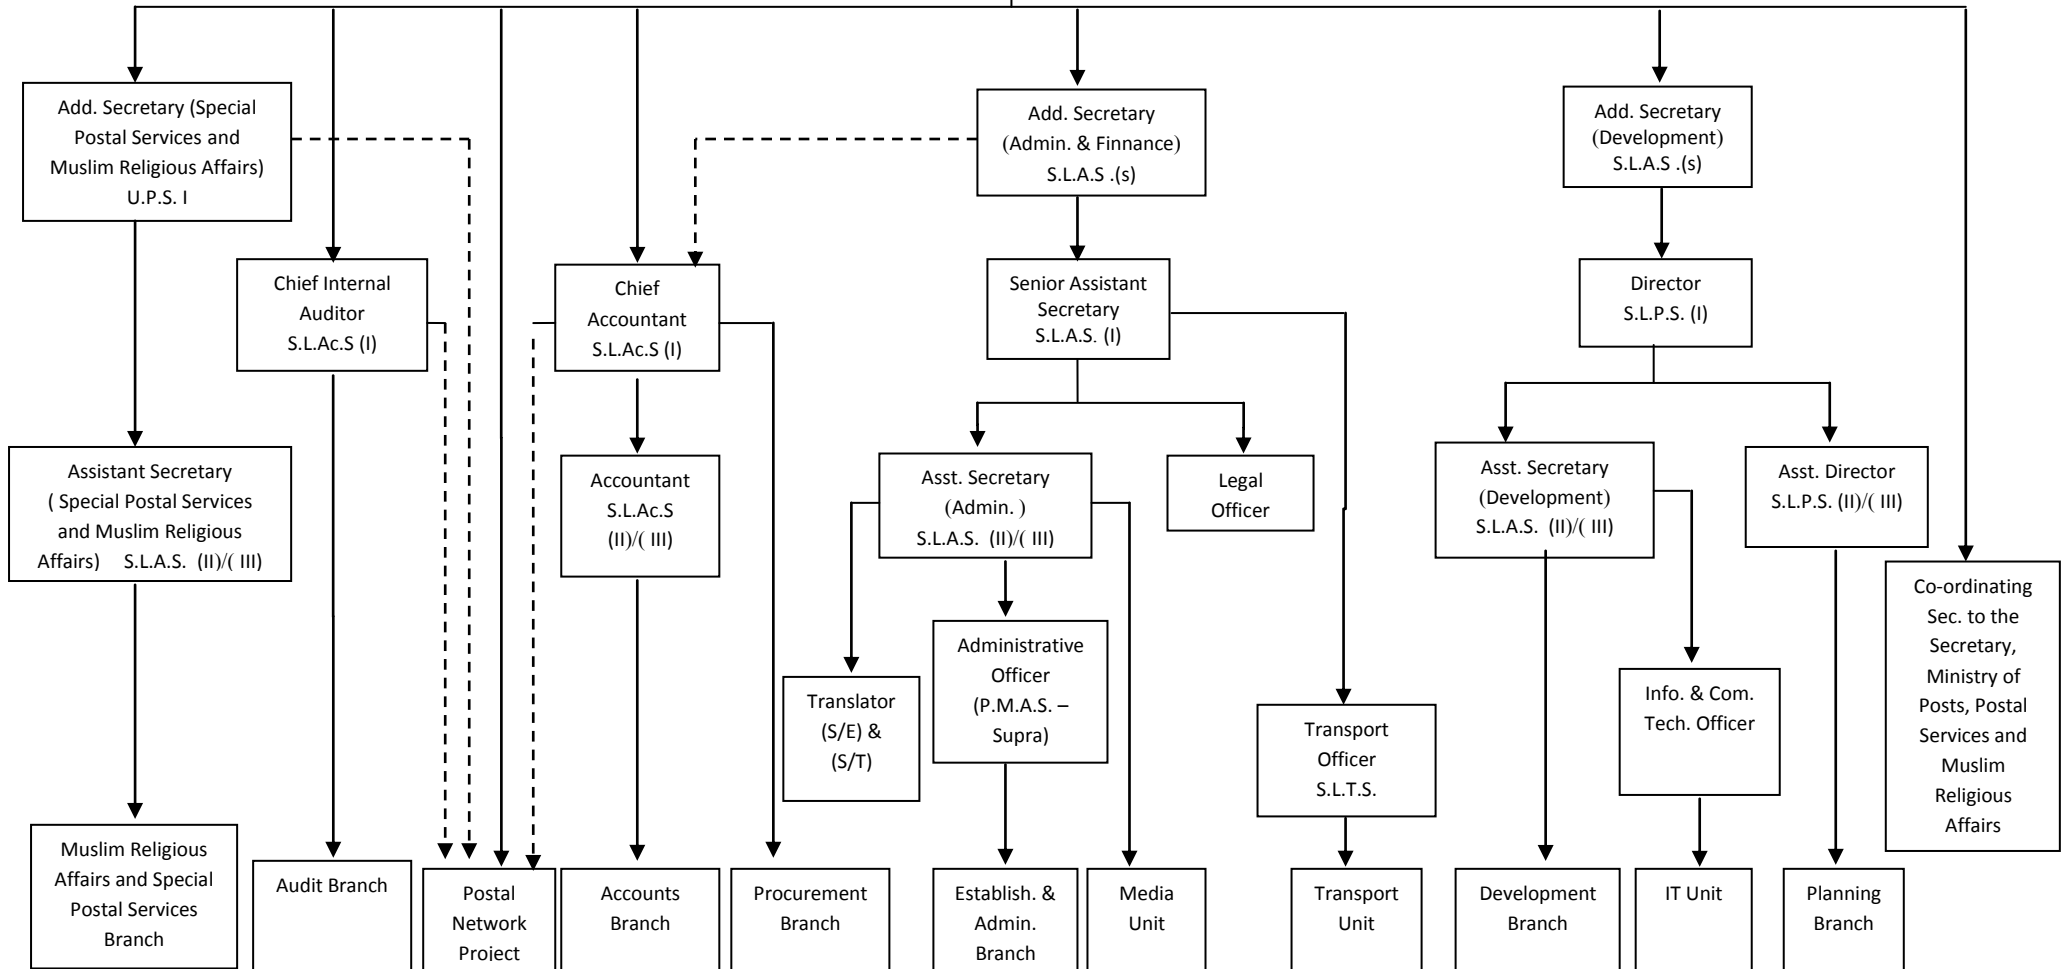 Add. Secretary (Special
Postal Services and
Muslim Religious Affairs)
U.P.S. I
Add. Secretary
(Admin. & Finnance)
S.L.A.S .(s)
Add. Secretary
(Development)
S.L.A.S .(s)
Chief Internal
Auditor
S.L.Ac.S (I)
Chief
Accountant
S.L.Ac.S (I)
Senior Assistant
Secretary
S.L.A.S. (I)
Director
S.L.P.S. (I)
Assistant Secretary
( Special Postal Services
and Muslim Religious
Affairs) S.L.A.S. (II)/( III)
Accountant
S.L.Ac.S
(II)/( III)
Asst. Secretary
(Admin. )
S.L.A.S. (II)/( III)
Legal
Officer
Asst. Secretary
(Development)
S.L.A.S. (II)/( III)
Asst. Director
S.L.P.S. (II)/( III)
Co-ordinating
Sec. to the
Secretary,
Ministry of
Posts, Postal
Services and
Muslim
Religious
Affairs
Translator
(S/E) &
(S/T)
Administrative
Officer
(P.M.A.S. –
Supra)
Transport
Officer
S.L.T.S.
Info. & Com.
Tech. Officer
Muslim Religious
Affairs and Special
Postal Services
Branch
Audit Branch
Postal
Network
Project
Accounts
Branch
Procurement
Branch
Establish. &
Admin.
Branch
Media
Unit
Transport
Unit
Development
Branch
IT Unit
Planning
Branch